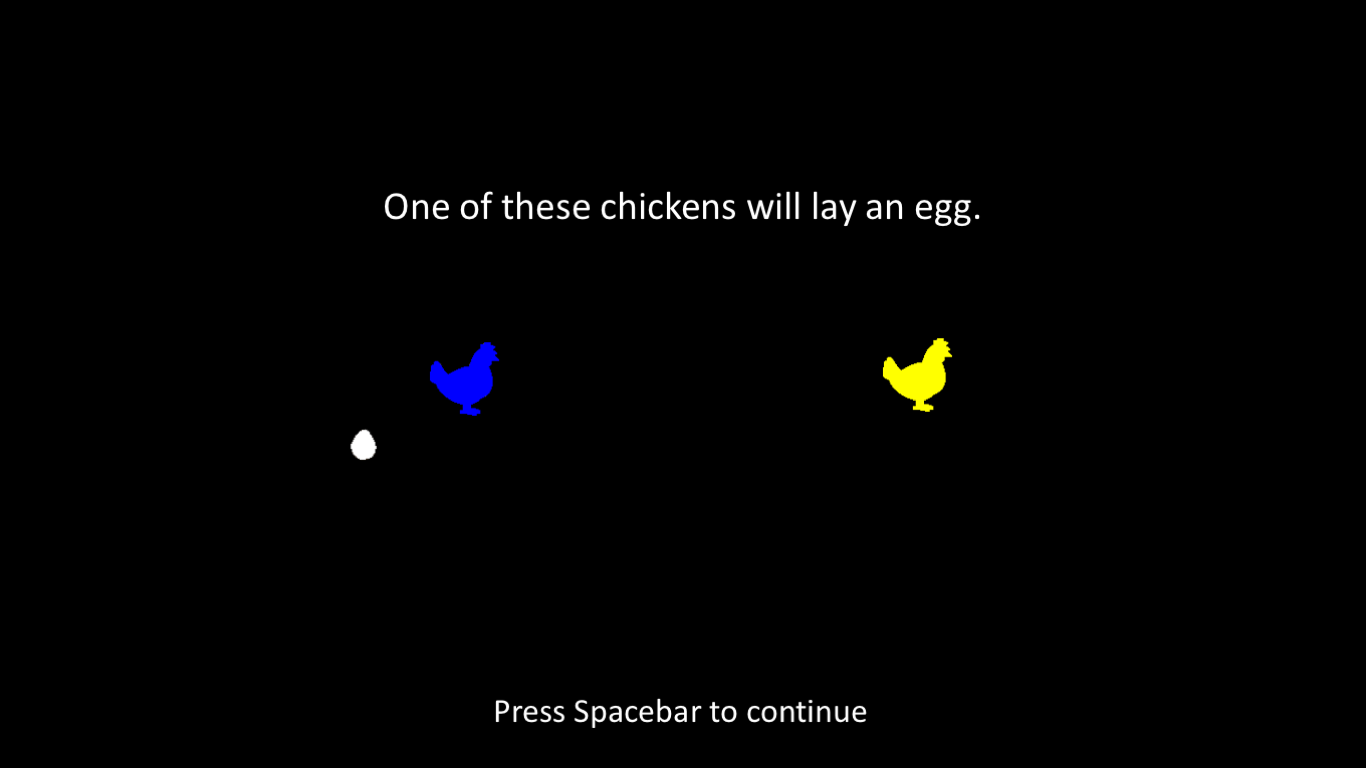 One of these chickens will lay an egg.
Press Spacebar to continue